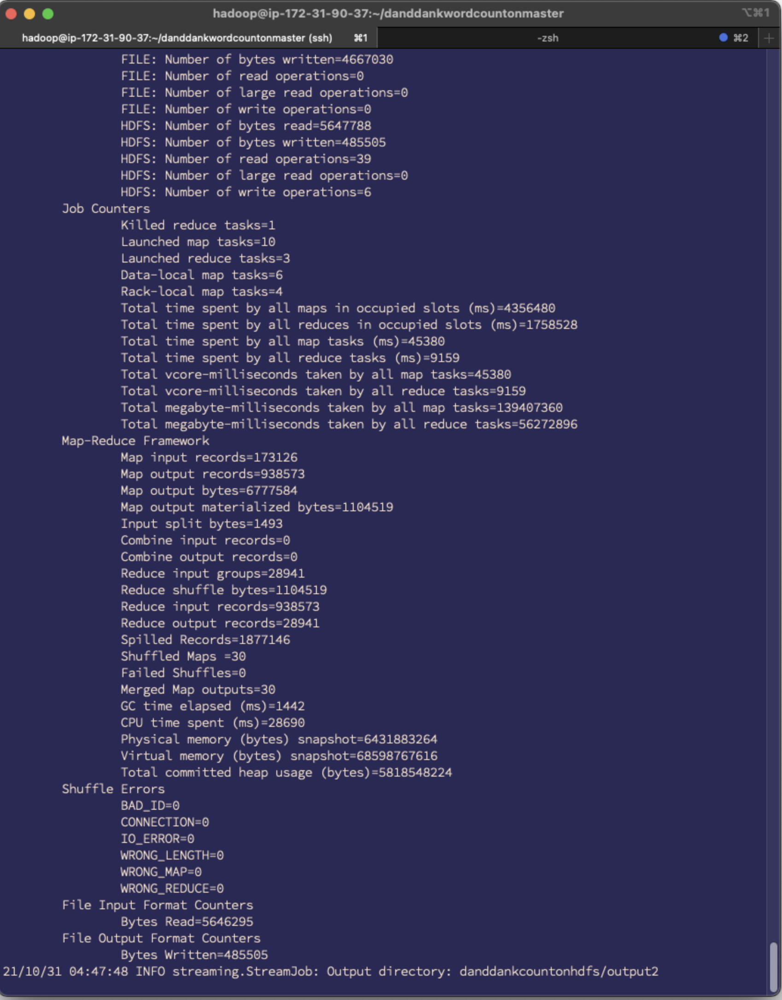 hadoop@ip-172-31-90-37:~/danddankwordcountonmaster ⌥⌘1
hadoop@ip-172-31-90-37:~/danddankwordcountonmaster (ssh) ⌘1 -zsh ⌘2 +
FILE: Number of bytes written=4667030
FILE: Number of read operations=0
FILE: Number of large read operations=0
FILE: Number of write operations=0
HDFS: Number of bytes read=5647788
HDFS: Number of bytes written=485505
HDFS: Number of read operations=39
HDFS: Number of large read operations=0
HDFS: Number of write operations=6
Job Counters
Killed reduce tasks=1
Launched map tasks=10
Launched reduce tasks=3
Data-local map tasks=6
Rack-local map tasks=4
Total time spent by all maps in occupied slots (ms)=4356480
Total time spent by all reduces in occupied slots (ms)=1758528
Total time spent by all map tasks (ms)=45380
Total time spent by all reduce tasks (ms)=9159
Total vcore-milliseconds taken by all map tasks=45380
Total vcore-milliseconds taken by all reduce tasks=9159
Total megabyte-milliseconds taken by all map tasks=139407360
Total megabyte-milliseconds taken by all reduce tasks=56272896
Map-Reduce Framework
Map input records=173126
Map output records=938573
Map output bytes=6777584
Map output materialized bytes=1104519
Input split bytes=1493
Combine input records=0
Combine output records=0
Reduce input groups=28941
Reduce shuffle bytes=1104519
Reduce input records=938573
Reduce output records=28941
Spilled Records=1877146
Shuffled Maps =30
Failed Shuffles=0
Merged Map outputs=30
GC time elapsed (ms)=1442
CPU time spent (ms)=28690
Physical memory (bytes) snapshot=6431883264
Virtual memory (bytes) snapshot=68598767616
Total committed heap usage (bytes)=5818548224
Shuffle Errors
BAD_ID=0
CONNECTION=0
IO_ERROR=0
WRONG_LENGTH=0
WRONG_MAP=0
WRONG_REDUCE=0
File Input Format Counters
Bytes Read=5646295
File Output Format Counters
Bytes Written=485505
21/10/31 04:47:48 INFO streaming.StreamJob: Output directory: danddankcountonhdfs/output2